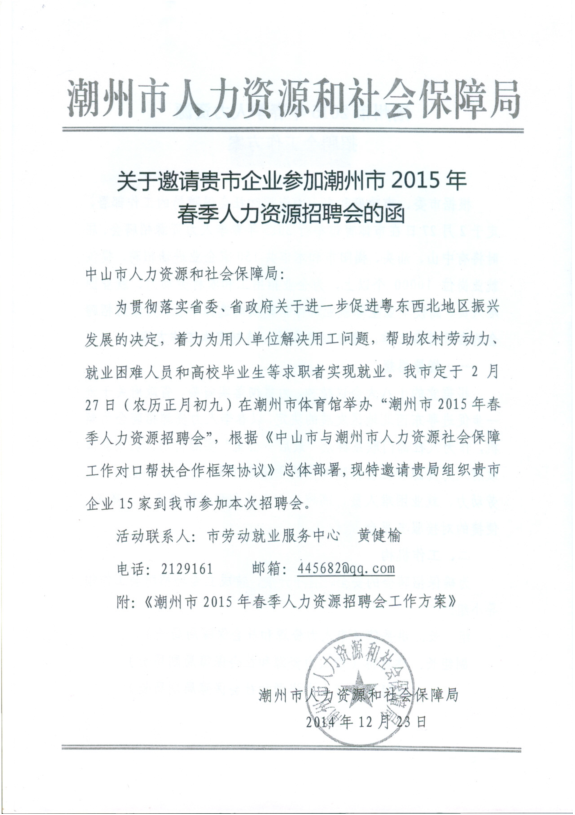 潮州市人力资源和社会保障局
关于邀请贵市企业参加潮州市 2015 年
春季人力资源招聘会的函
中山市人力资源和社会保障局：
为贯彻落实省委、省政府关于进一步促进粤东西北地区振兴
发展的决定，着力为用人单位解决用工问题，帮助农村劳动力、
就业困难人员和高校毕业生等求职者实现就业。我市定于 2 月
27 日（农历正月初九）在潮州市体育馆举办“潮州市 2015 年春
季人力资源招聘会”，根据《中山市与潮州市人力资源社会保障
工作对口帮扶合作框架协议》总体部署,现特邀请贵局组织贵市
企业 15 家到我市参加本次招聘会。
活动联系人：市劳动就业服务中心 黄健榆
电话：2129161 邮箱：445682@qq.com
附：《潮州市 2015 年春季人力资源招聘会工作方案》
潮州市人力资源和社会保障局
潮州市人力资源和社会保障局
2014 年 12 月 23 日